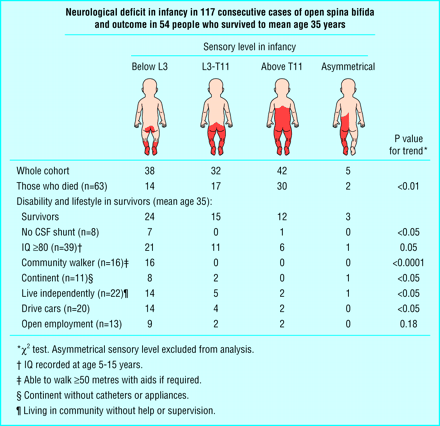 Neurological deficit in infancy in 117 consecutive cases of open spina bifida
and outcome in 54 people who survived to mean age 35 years
Sensory level in infancy
Below L3 L3-T11 Above T11 Asymmetrical
P value
for trend*
Whole cohort 38 32 42 5
Those who died (n=63) 14 17 30 2 <0.01
Disability and lifestyle in survivors (mean age 35):
Survivors 24 15 12 3
No CSF shunt (n=8) 7 0 1 0 <0.05
IQ ≥80 (n=39)† 21 11 6 1 0.05
Community walker (n=16)‡ 16 0 0 0 <0.0001
Continent (n=11)§ 8 2 0 1 <0.05
Live independently (n=22)¶ 14 5 2 1 <0.05
Drive cars (n=20) 14 4 2 0 <0.05
Open employment (n=13) 9 2 2 0 0.18
*χ² test. Asymmetrical sensory level excluded from analysis.
† IQ recorded at age 5-15 years.
‡ Able to walk ≥50 metres with aids if required.
§ Continent without catheters or appliances.
¶ Living in community without help or supervision.